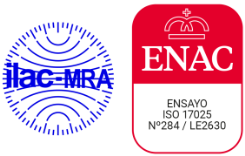 ilac-MRA
ENAC
ENSAYO
ISO 17025
Nº284 / LE2630